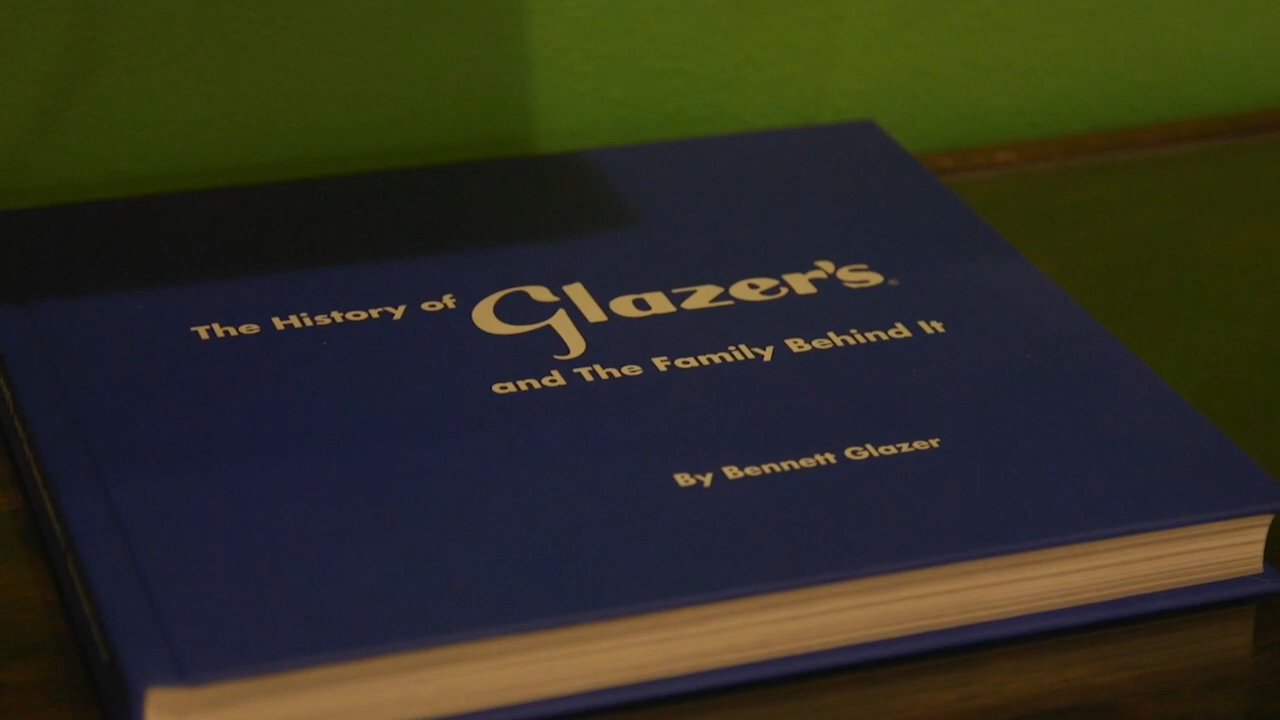 The History of Glazer's
and The Family Behind It
By Bennett Glazer